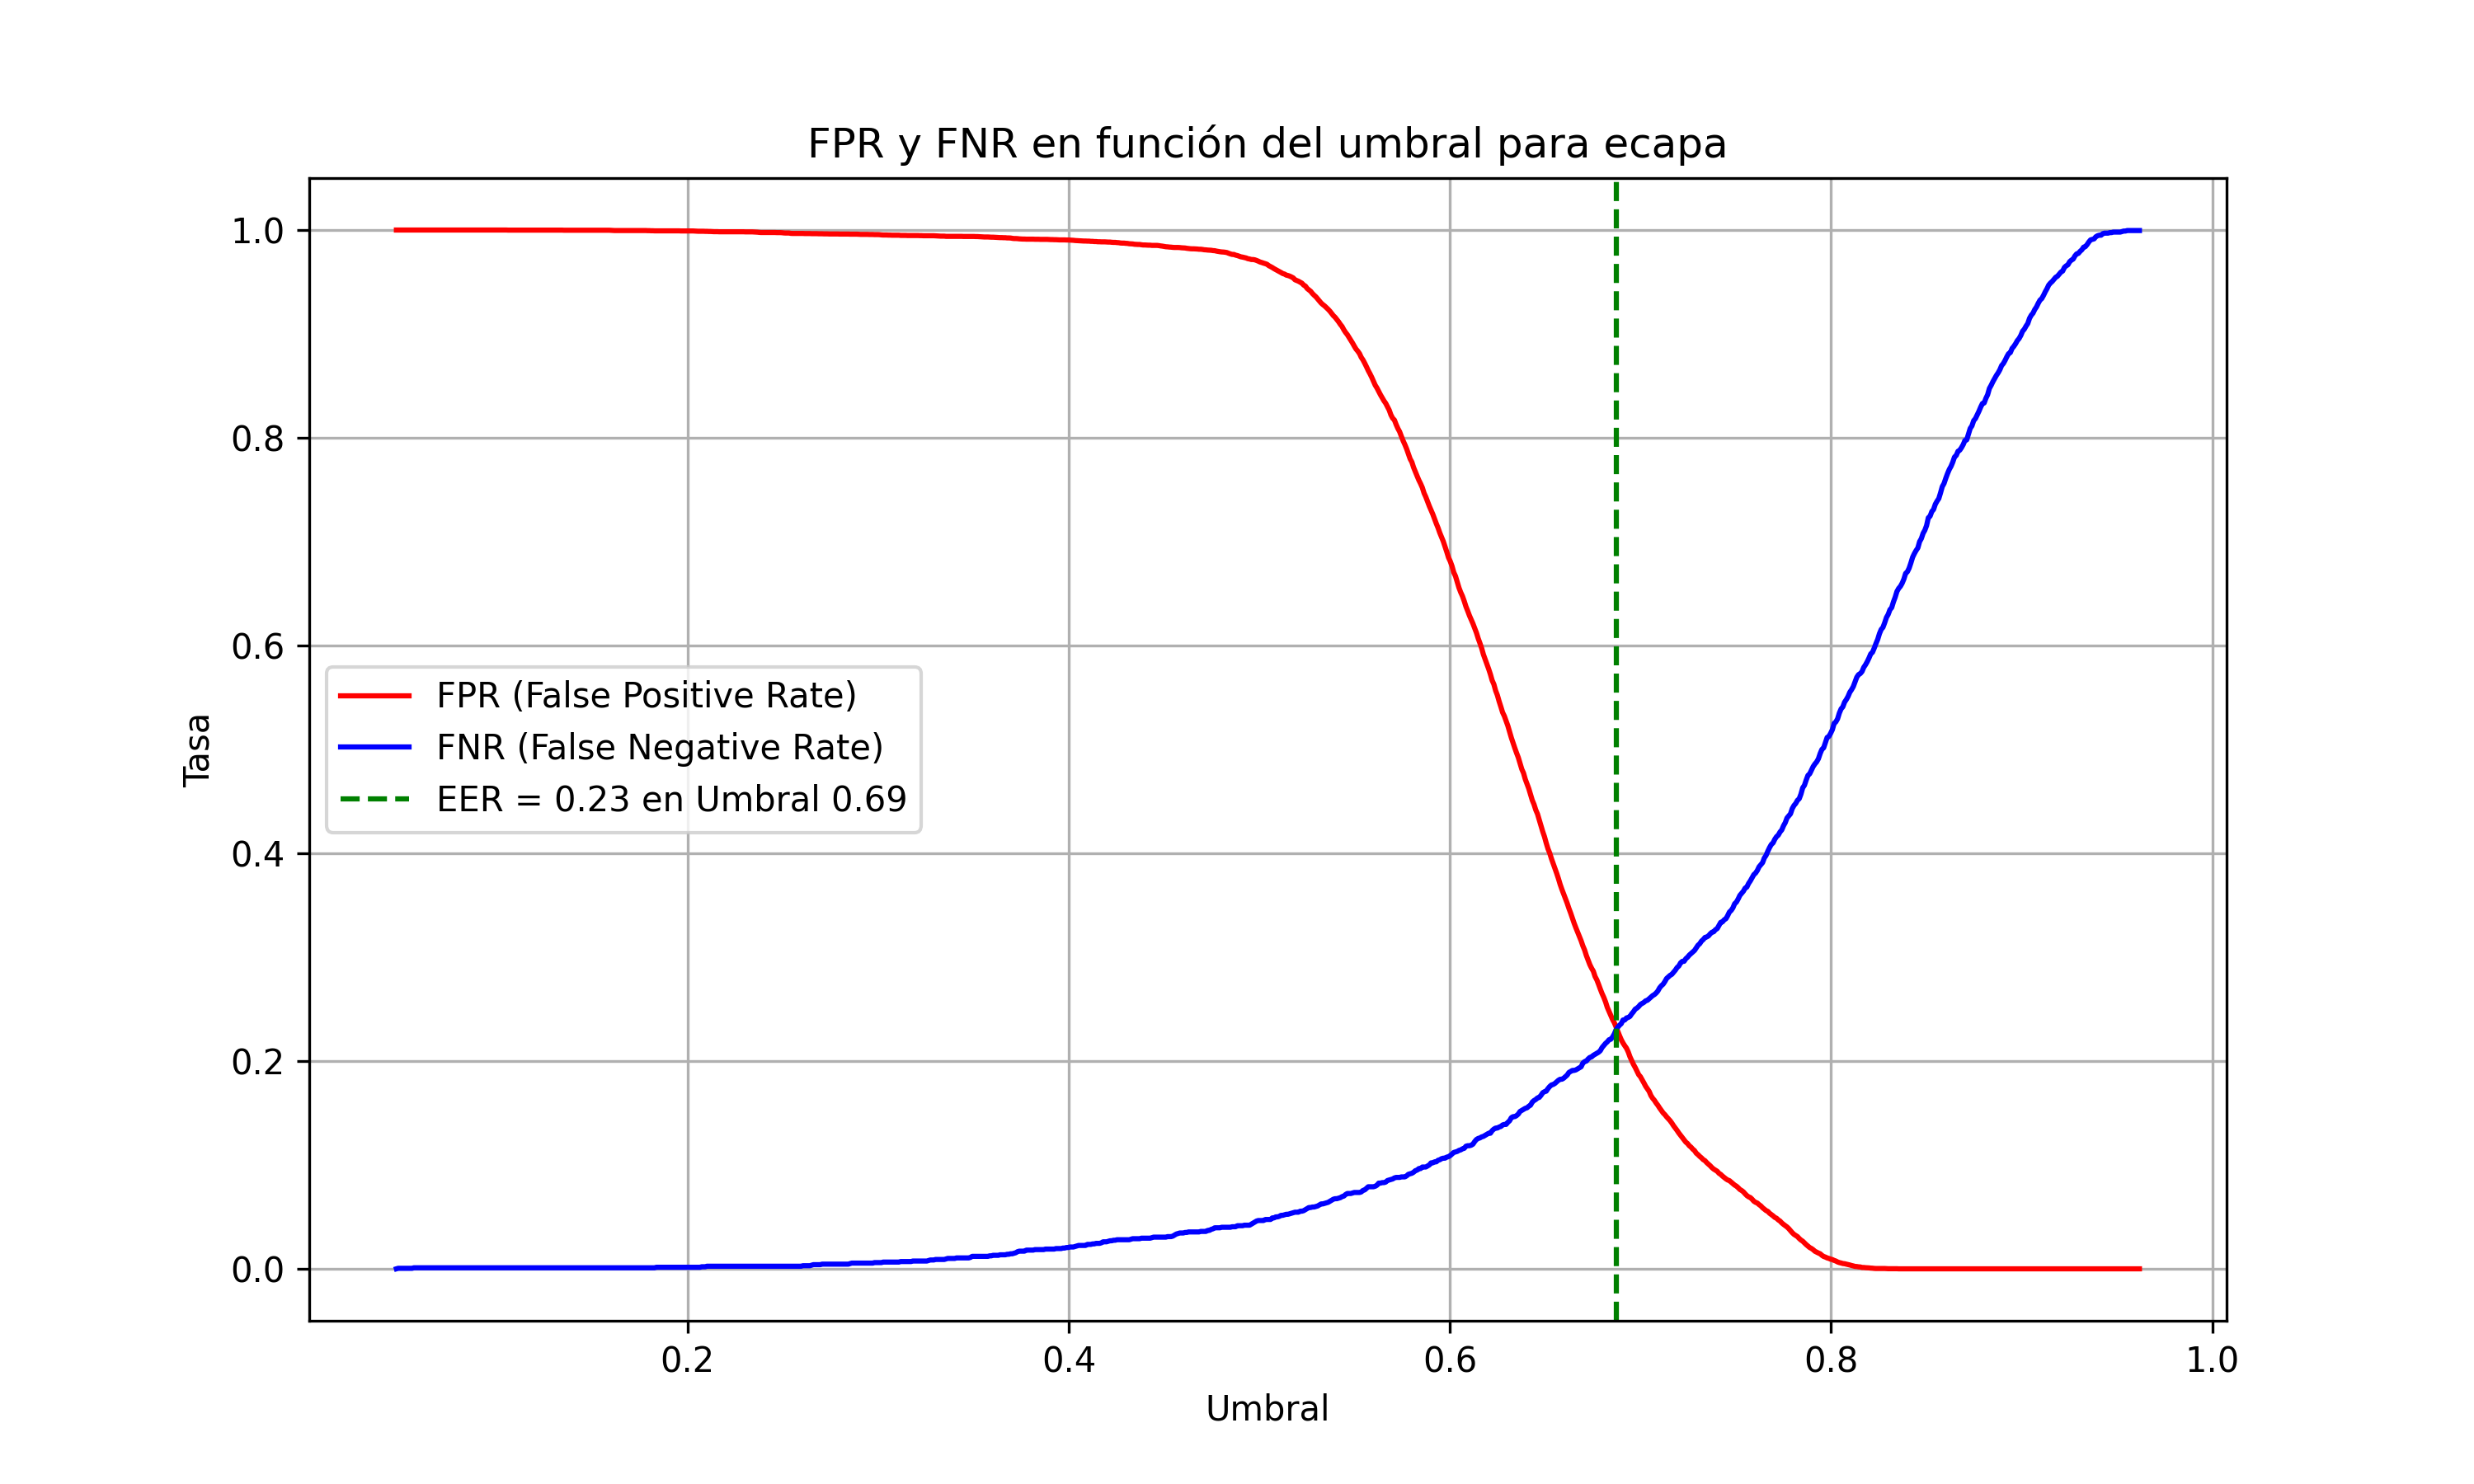 FPR y FNR en función del umbral para ecapa
1.0
0.8
0.6
0.4
0.2
0.0
Tasa
FPR (False Positive Rate)
FNR (False Negative Rate)
EER = 0.23 en Umbral 0.69
0.2
0.4
0.6
0.8
1.0
Umbral